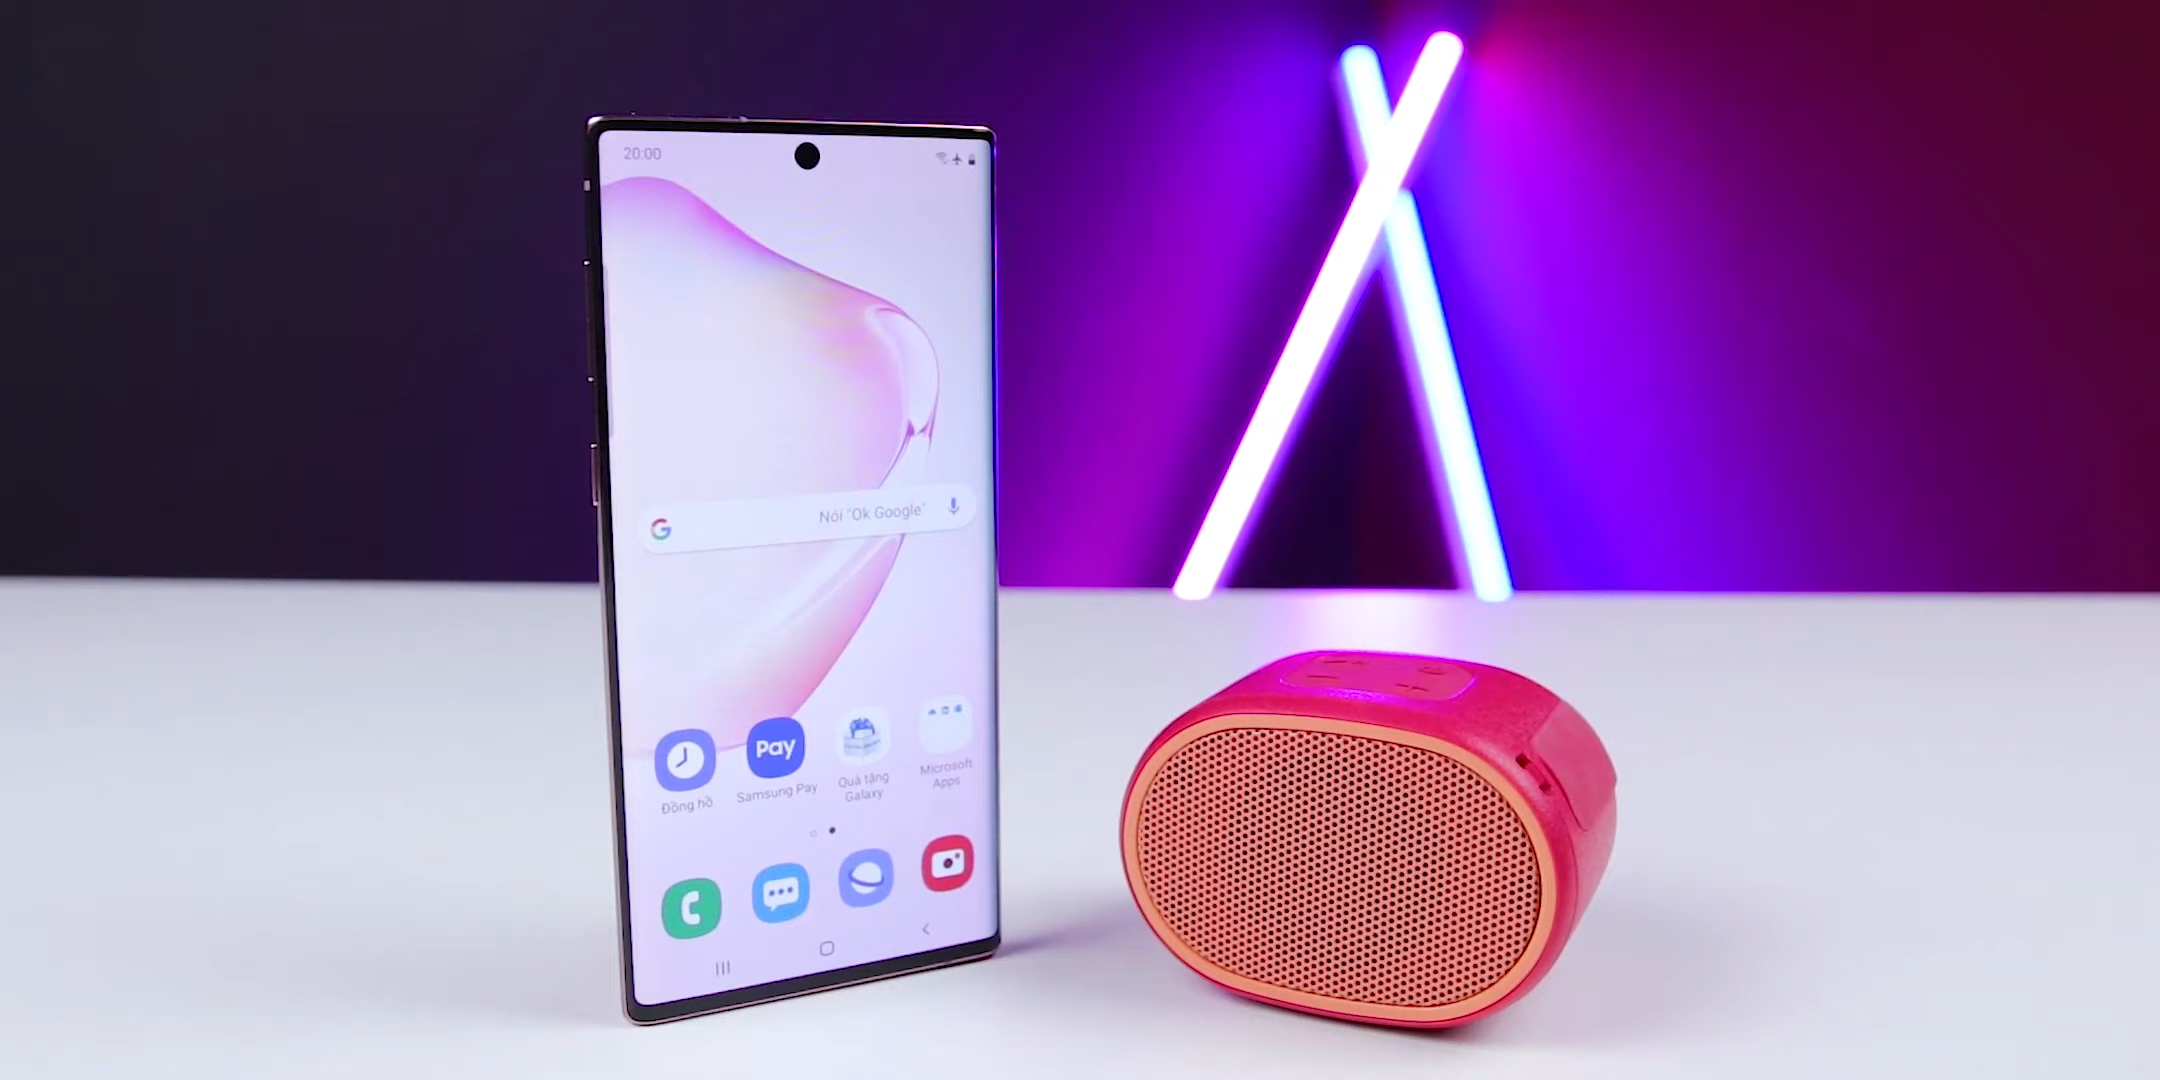 20:00
Nói "Ok Google"
Pay
Đồng hồ
Samsung Pay
Quà tặng
Galaxy
Microsoft
Apps